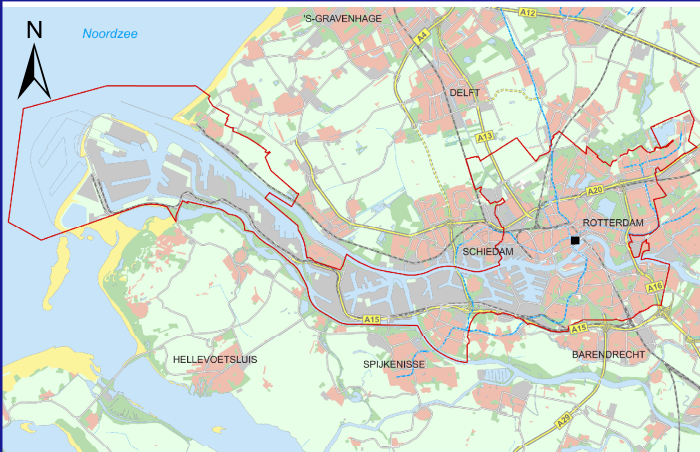 'S-GRAVENHAGE
A12
N
Noordzee
A4
DELFT
A13
A20
ROTTERDAM
SCHIEDAM
A16
A15
A15
HELLEVOETSLUIS
SPIJKENISSE
BARENDRECHT
A29